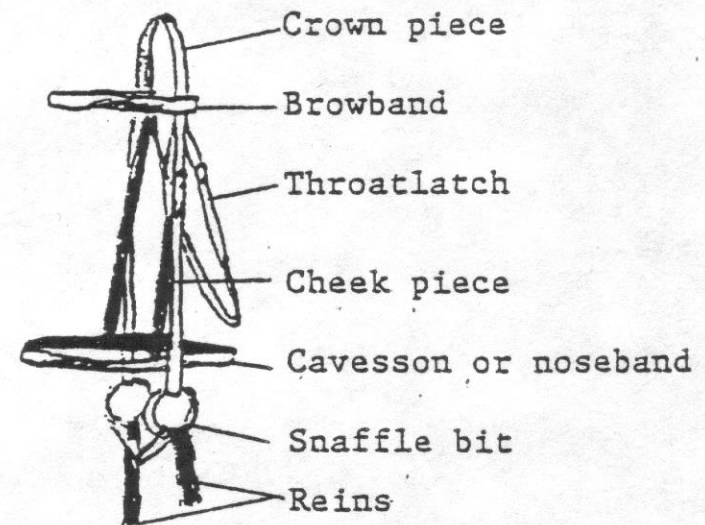 Crown piece
Browband
Throatlatch
Cheek piece
Cavesson or noseband
Snaffle bit
Reins